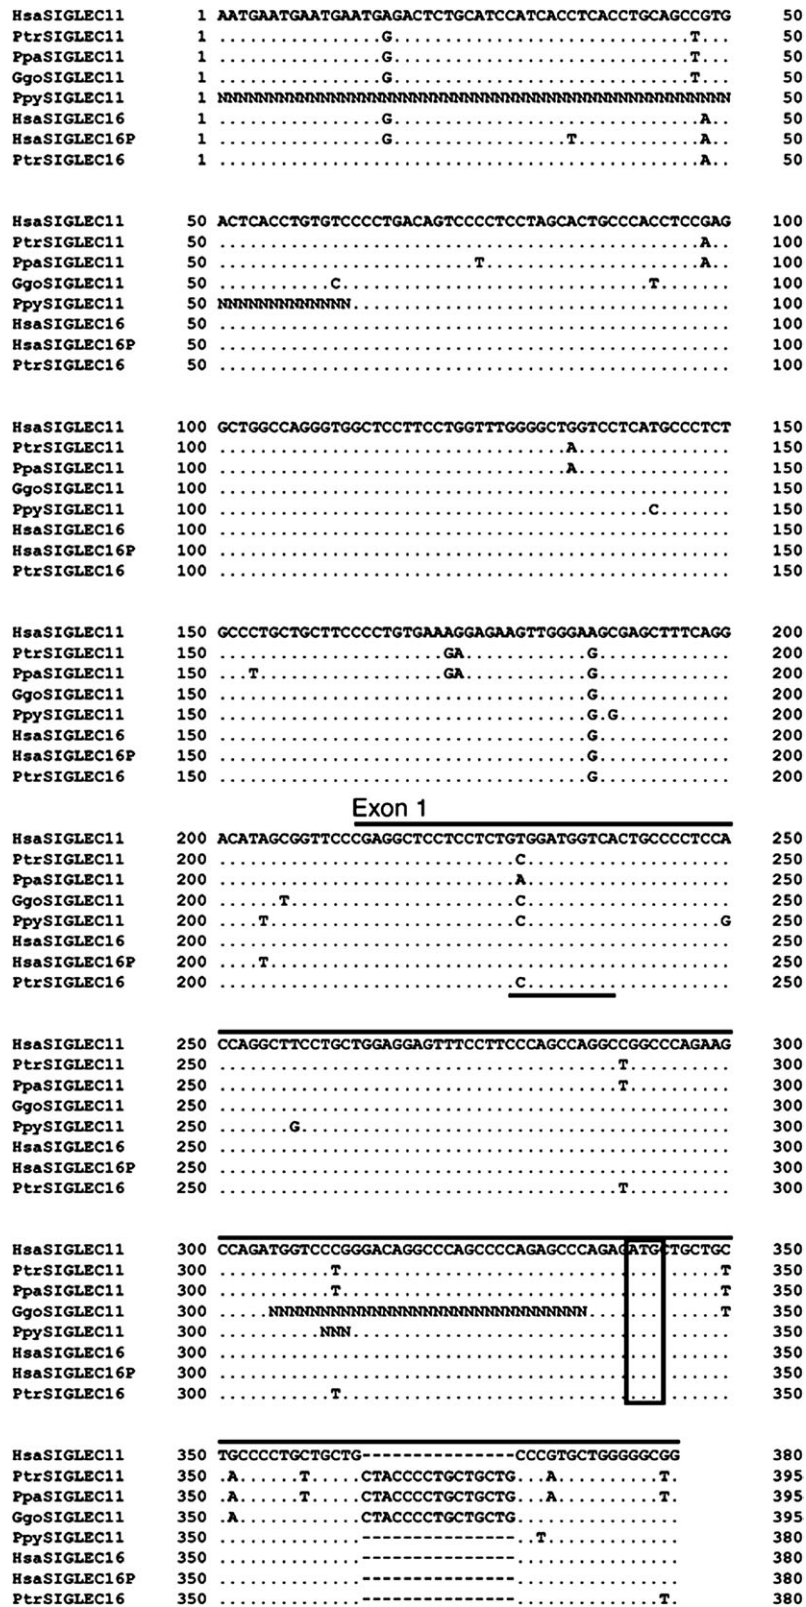 HsaSIGLEC11 1 AATGAATGAATGAATGAGACTCTGCATCCATCACCTCACCTGCAGCCGTG 50
PtrSIGLEC11 1 ................G.............................T... 50
PpaSIGLEC11 1 ................G.............................T... 50
GgoSIGLEC11 1 ................G.............................T... 50
PpySIGLEC11 1 NNNNNNNNNNNNNNNNNNNNNNNNNNNNNNNNNNNNNNNNNNNNNNNNNN 50
HsaSIGLEC16 1 ................G..............................A.. 50
HsaSIGLEC16P 1 ................G.................T............A.. 50
PtrSIGLEC16 1 ...............................................A.. 50
HsaSIGLEC11 50 ACTCACCTGTGTCCCCTGACAGTCCCCTCCTAGCACTGCCCACCTCCGAG 100
PtrSIGLEC11 50 ...............................................A.. 100
PpaSIGLEC11 50 .........................T.....................A.. 100
GgoSIGLEC11 50 ...........C..............................T....... 100
PpySIGLEC11 50 NNNNNNNNNNNNN..................................... 100
HsaSIGLEC16 50 .................................................. 100
HsaSIGLEC16P 50 .................................................. 100
PtrSIGLEC16 50 .................................................. 100
HsaSIGLEC11 100 GCTGGCCAGGGTGGCTCCTTCCTGGTTTGGGGCTGGTCCTCATGCCCTCT 150
PtrSIGLEC11 100 ..................................A............... 150
PpaSIGLEC11 100 ..................................A............... 150
GgoSIGLEC11 100 .................................................. 150
PpySIGLEC11 100 ..........................................C....... 150
HsaSIGLEC16 100 .................................................. 150
HsaSIGLEC16P 100 .................................................. 150
PtrSIGLEC16 100 .................................................. 150
HsaSIGLEC11 150 GCCCTGCTGCTTCCCCTGTGAAAGGAGAAGTTGGGAAGCGAGCTTTCAGG 200
PtrSIGLEC11 150 ......................GA............G............. 200
PpaSIGLEC11 150 ...T..................GA............G............. 200
GgoSIGLEC11 150 ....................................G............. 200
PpySIGLEC11 150 ....................................G.G........... 200
HsaSIGLEC16 150 ....................................G............. 200
HsaSIGLEC16P 150 ....................................G............. 200
PtrSIGLEC16 150 ....................................G............. 200
Exon 1
HsaSIGLEC11 200 ACATAGCGGTTCCCGAGGCTCCTCCTCTGTGGATGGTCACTGCCCCTCCA 250
PtrSIGLEC11 200 .............................C.................... 250
PpaSIGLEC11 200 .............................A.................... 250
GgoSIGLEC11 200 ......T......................C.................... 250
PpySIGLEC11 200 ....T........................C...................G 250
HsaSIGLEC16 200 .................................................. 250
HsaSIGLEC16P 200 ....T............................................. 250
PtrSIGLEC16 200 .............................C.................... 250
HsaSIGLEC11 250 CCAGGCTTCCTGCTGGAGGAGTTTCCTTCCCAGCCAGGCCGGCCCAGAAG 300
PtrSIGLEC11 250 .......................................T.......... 300
PpaSIGLEC11 250 .......................................T.......... 300
GgoSIGLEC11 250 .................................................. 300
PpySIGLEC11 250 .......G.......................................... 300
HsaSIGLEC16 250 .................................................. 300
HsaSIGLEC16P 250 .................................................. 300
PtrSIGLEC16 250 .......................................T.......... 300
HsaSIGLEC11 300 CCAGATGGTCCCGGGACAGGCCCAGCCCCAGAGCCCAGAGATGCTGCTGC 350
PtrSIGLEC11 300 ...........T.....................................T 350
PpaSIGLEC11 300 ...........T.....................................T 350
GgoSIGLEC11 300 .....NNNNNNNNNNNNNNNNNNNNNNNNNNNNNNN.............T 350
PpySIGLEC11 300 ..........NNN..................................... 350
HsaSIGLEC16 300 .................................................. 350
HsaSIGLEC16P 300 .................................................. 350
PtrSIGLEC16 300 ...........T...................................... 350
HsaSIGLEC11 350 TGCCCCTGCTGCTG---------------CCCGTGCTGGGGGCGG 380
PtrSIGLEC11 350 .A......T.....CTACCCCTGCTGCTG...A..........T. 395
PpaSIGLEC11 350 .A......T.....CTACCCCTGCTGCTG...A..........T. 395
GgoSIGLEC11 350 .A............CTACCCCTGCTGCTG................ 395
PpySIGLEC11 350 ..............---------------..T............. 380
HsaSIGLEC16 350 ..............---------------................ 380
HsaSIGLEC16P 350 ..............---------------................ 380
PtrSIGLEC16 350 ..............---------------..............T. 380